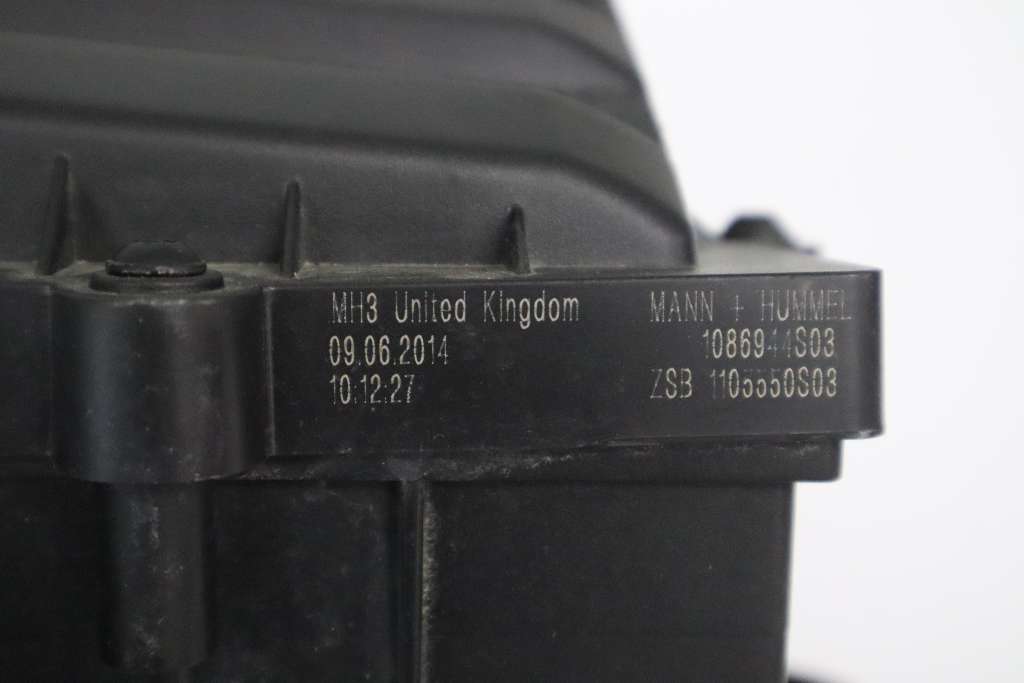 MH3 United Kingdom
09.06.2014
10:12:27
MANN + HUMMEL
1086944S03
ZSB 1105550S03